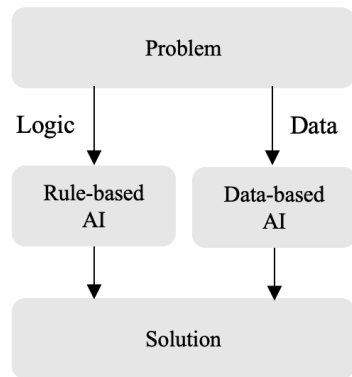 Problem
Logic
Data
Rule-based
AI
Data-based
AI
Solution